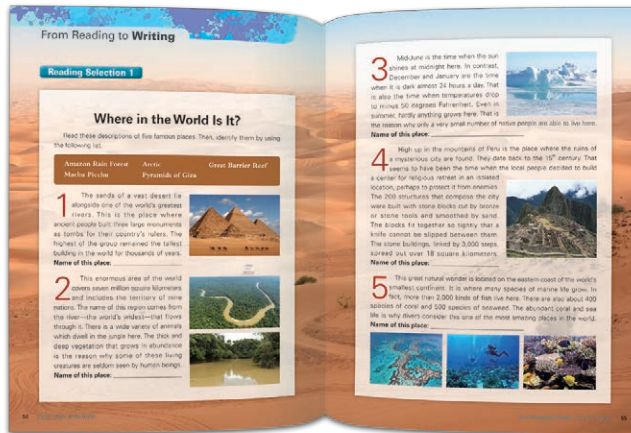 From Reading to Writing
Reading Selection 1
Where in the World Is It?
Read these descriptions of five famous places. Then, identify them by using
the following list.
Amazon Rain Forest Arctic Great Barrier Reef
Machu Picchu Pyramids of Giza
1 The sands of a vast desert lie
alongside one of the world's greatest
rivers. This is the place where
ancient people built three large monuments
as tombs for their country's rulers. The
highest of the group remained the tallest
building in the world for thousands of years.
Name of this place:
2 This enormous area of the world
covers seven million square kilometers
and includes the territory of nine
nations. The name of this region comes from
the river—the world's widest—that flows
through it. There is a wide variety of animals
which dwell in the jungle here. The thick and
deep vegetation that grows in abundance
is the reason why some of these living
creatures are seldom seen by human beings.
Name of this place:
3 Mid-June is the time when the sun
shines at midnight here. In contrast,
December and January are the time
when it is dark almost 24 hours a day. That
is also the time when temperatures drop
to minus 50 degrees Fahrenheit. Even in
summer, hardly anything grows here. That is
the reason why only a very small number of native people are able to live here.
Name of this place:
4 High up in the mountains of Peru is the place where the ruins of
a mysterious city are found. They date back to the 15th century. That
seems to have been the time when the local people decided to build
a center for religious retreat in an isolated
location, perhaps to protect it from enemies.
The 200 structures that compose the city
were built with stone blocks cut by bronze
or stone tools and smoothed by sand.
The blocks fit together so tightly that a
knife cannot be slipped between them.
The stone buildings, linked by 3,000 steps,
spread out over 18 square kilometers.
Name of this place:
5 This great natural wonder is located on the eastern coast of the world's
smallest continent. It is where many species of marine life grow. In
fact, more than 2,000 kinds of fish live here. There are also about 400
species of coral and 500 species of seaweed. The abundant coral and sea
life is why divers consider this one of the most amazing places in the world.
Name of this place: